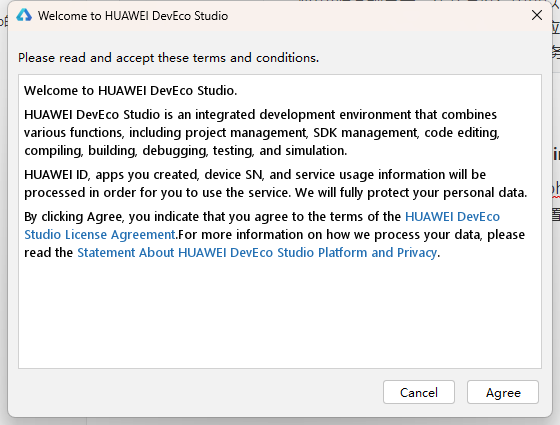 Welcome to HUAWEI DevEco Studio
Please read and accept these terms and conditions.
Welcome to HUAWEI DevEco Studio.
HUAWEI DevEco Studio is an integrated development environment that combines
various functions, including project management, SDK management, code editing,
compiling, building, debugging, testing, and simulation.
HUAWEI ID, apps you created, device SN, and service usage information will be
processed in order for you to use the service. We will fully protect your personal data.
By clicking Agree, you indicate that you agree to the terms of the HUAWEI DevEco
Studio License Agreement.For more information on how we process your data, please
read the Statement About HUAWEI DevEco Studio Platform and Privacy.
Cancel
Agree